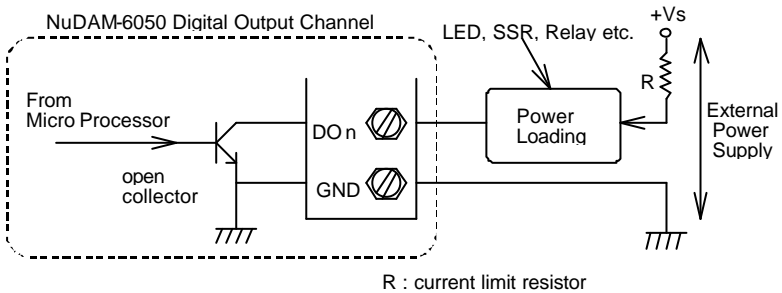 NuDAM-6050 Digital Output Channel
+Vs
LED, SSR, Relay etc.
R
From
Micro Processor
DO n
Power
Loading
External
Power
Supply
open
collector
GND
R : current limit resistor